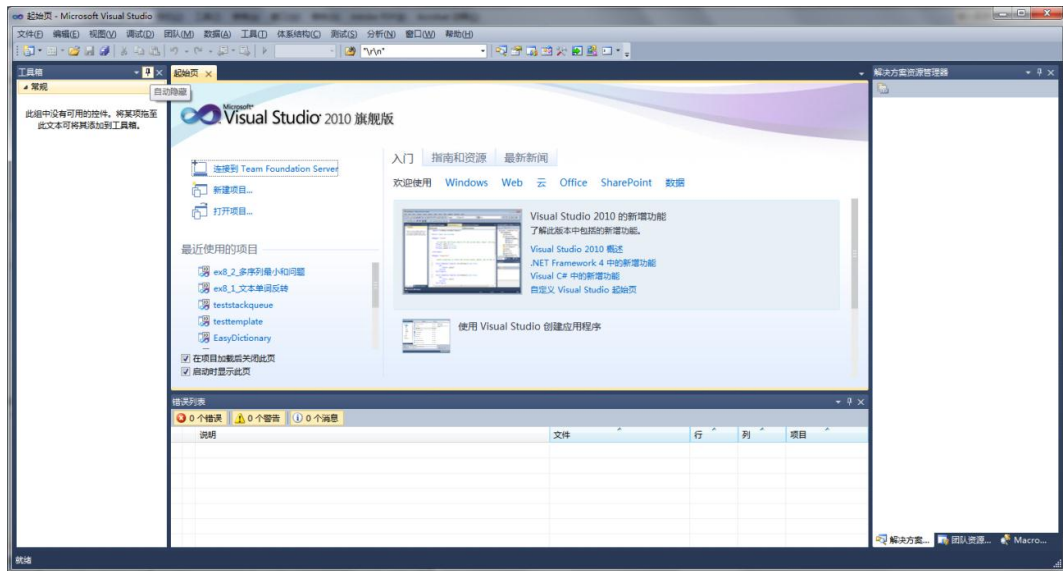 起始页 - Microsoft Visual Studio
文件(F) 编辑(E) 视图(V) 调试(D) 团队(M) 数据(A) 工具(T) 体系结构(C) 测试(S) 分析(N) 窗口(W) 帮助(H)
"\r\n"
工具箱
常规
自动隐藏
此组中没有可用的控件。将某项拖至
此文本可将其添加到工具箱。
起始页
Microsoft
Visual Studio 2010 旗舰版
连接到 Team Foundation Server
新建项目...
打开项目...
最近使用的项目
ex8_2_多序列最小和问题
ex8_1_文本单词反转
teststackqueue
testtemplate
EasyDictionary
在项目加载后关闭此页
启动时显示此页
入门 指南和资源 最新新闻
欢迎使用 Windows Web 云 Office SharePoint 数据
Visual Studio 2010 的新增功能
了解此版本中包括的新增功能。
Visual Studio 2010 概述
.NET Framework 4 中的新增功能
Visual C# 中的新增功能
自定义 Visual Studio 起始页
使用 Visual Studio 创建应用程序
错误列表
0 个错误 0 个警告 0 个消息
说明 文件 行 列 项目
解决方案资源管理器
解决方案... 团队资源... Macro...
就绪